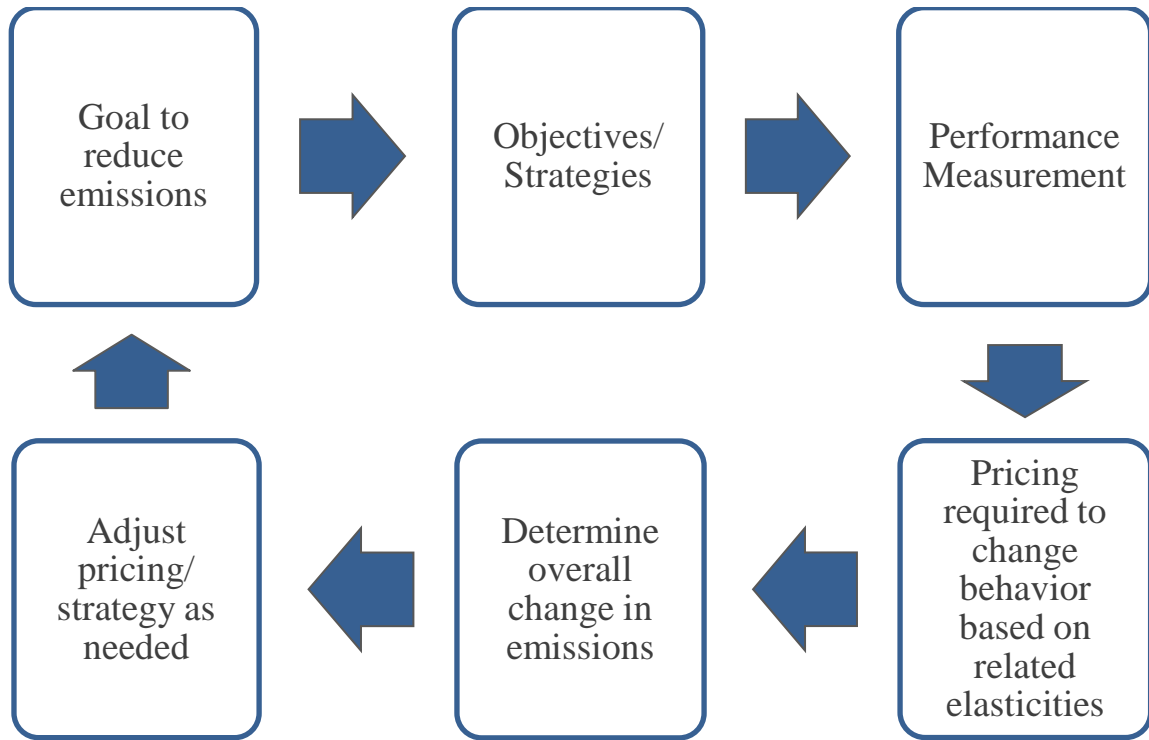 Goal to
reduce
emissions
Objectives/
Strategies
Performance
Measurement
Pricing
required to
change
behavior
based on
related
elasticities
Determine
overall
change in
emissions
Adjust
pricing/
strategy as
needed